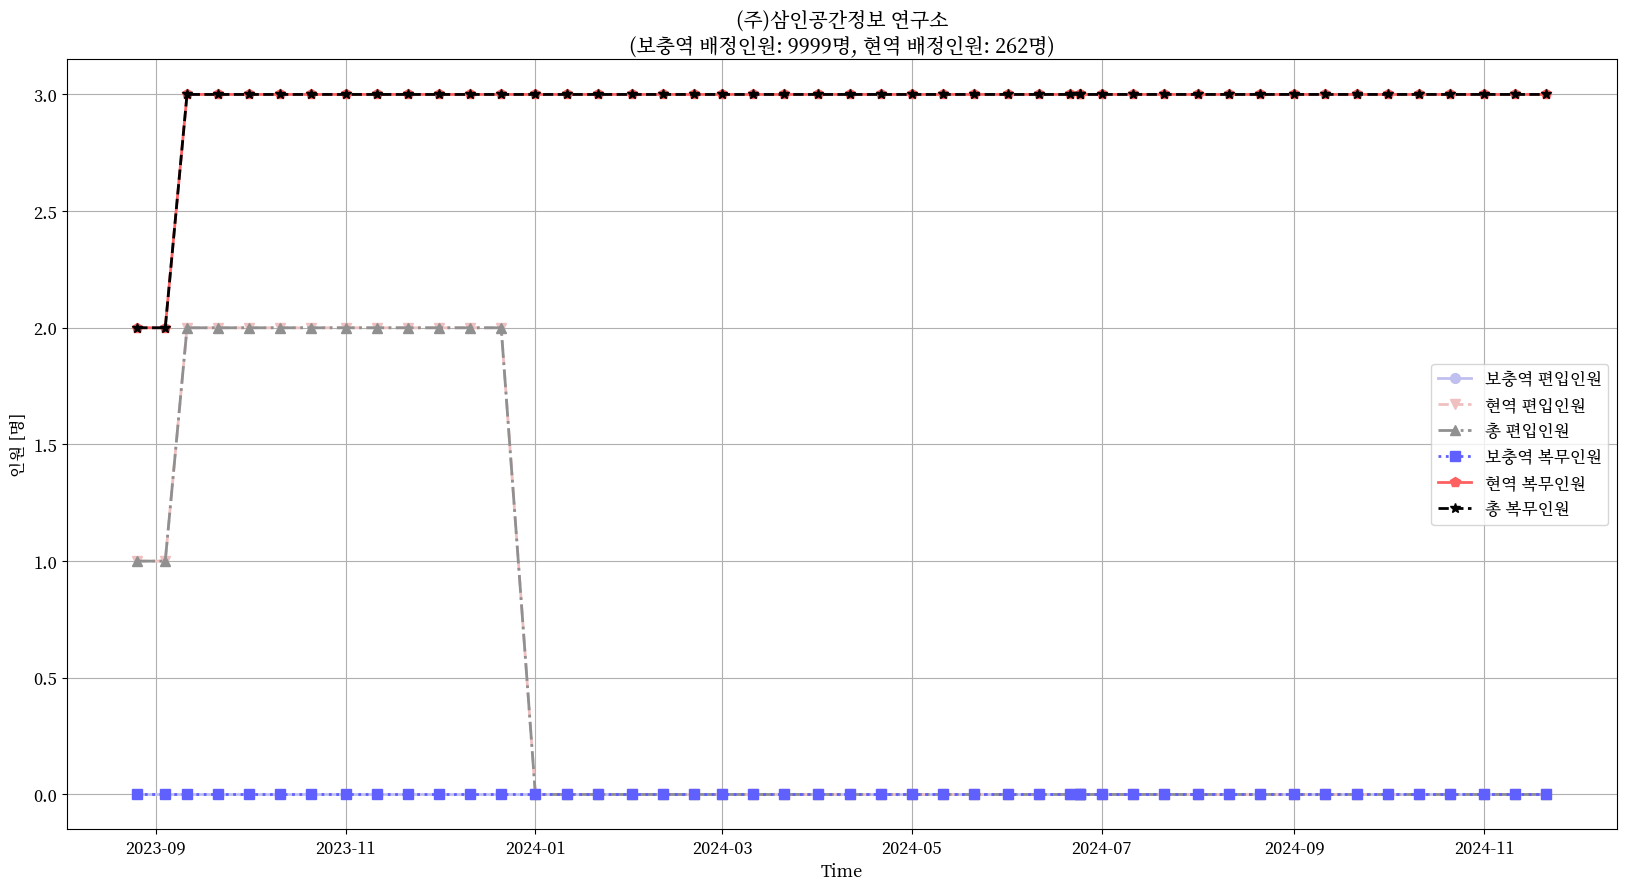 (주)삼인공간정보 연구소
(보충역 배정인원: 9999명, 현역 배정인원: 262명)
3.0
2.5
2.0
1.5
1.0
0.5
0.0
인원 [명]
보충역 편입인원
현역 편입인원
총 편입인원
보충역 복무인원
현역 복무인원
총 복무인원
2023-09 2023-11 2024-01 2024-03 2024-05 2024-07 2024-09 2024-11
Time